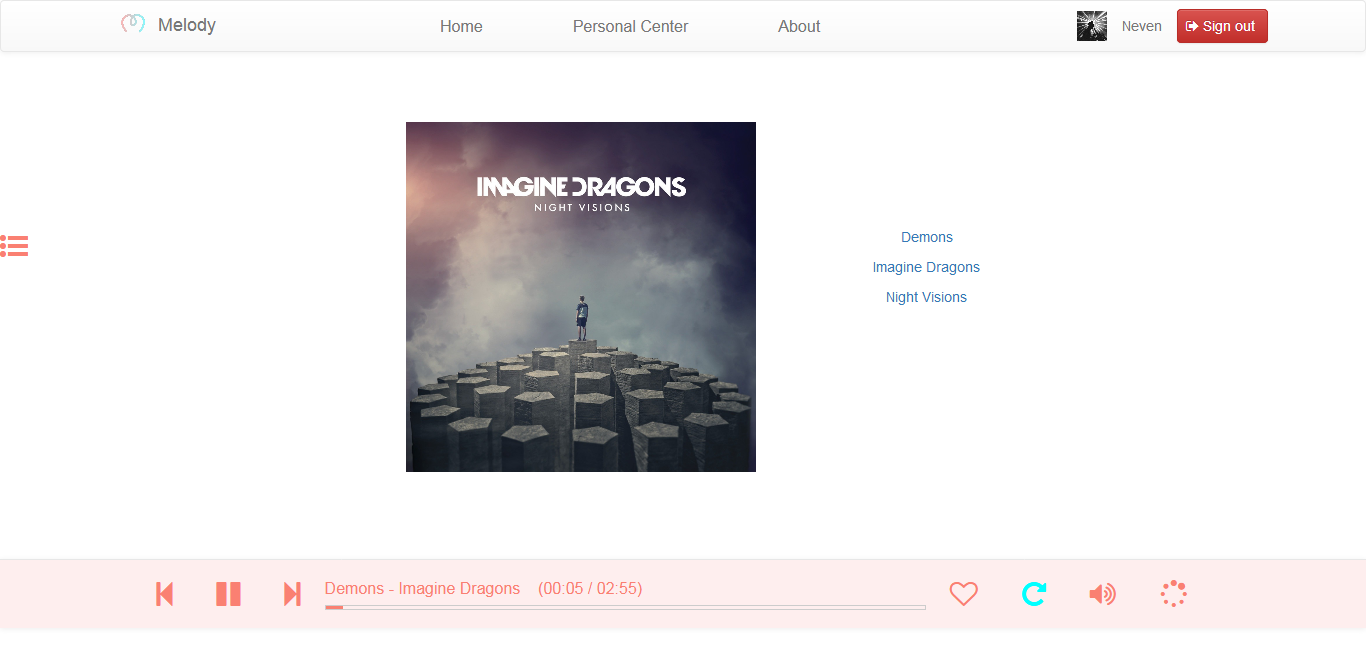 Melody
Home
Personal Center
About
Neven
Sign out
IMAGINE DRAGONS
NIGHT VISIONS
Demons
Imagine Dragons
Night Visions
Demons - Imagine Dragons (00:05 / 02:55)